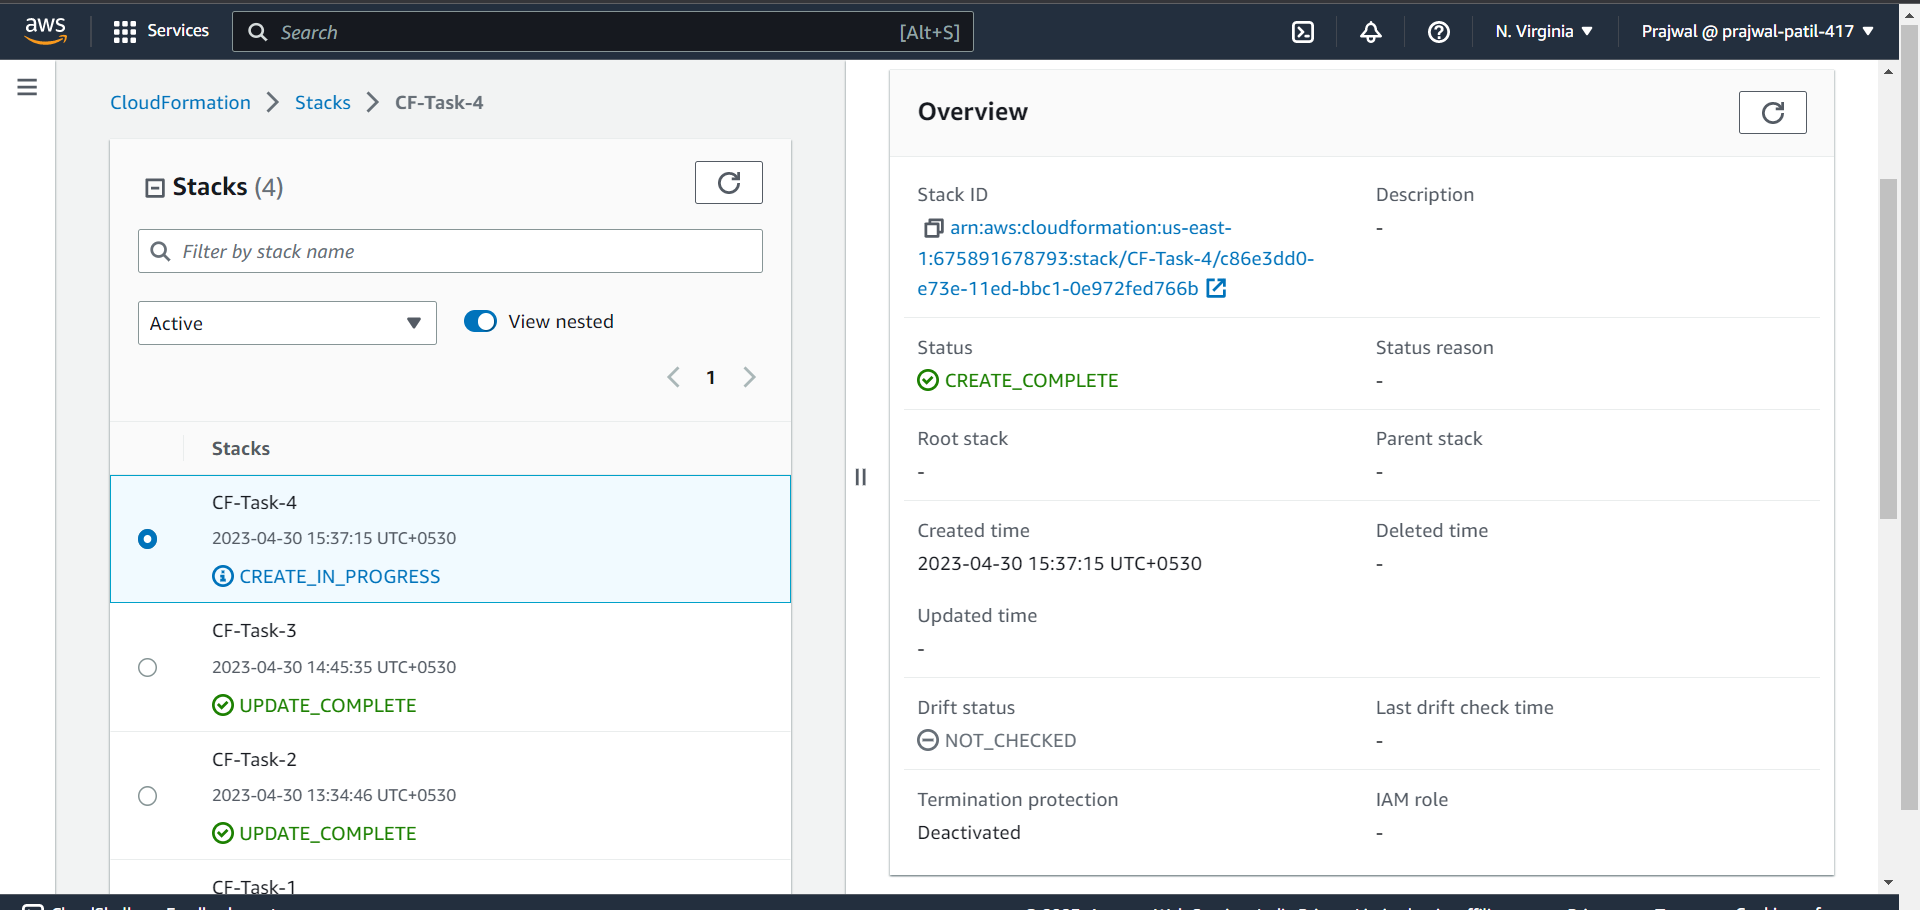 aws
Services
Search
[Alt+S]
N. Virginia
Prajwal @ prajwal-patil-417
CloudFormation
Stacks
CF-Task-4
Stacks (4)
Filter by stack name
Active
View nested
1
Stacks
CF-Task-4
2023-04-30 15:37:15 UTC+0530
CREATE_IN_PROGRESS
CF-Task-3
2023-04-30 14:45:35 UTC+0530
UPDATE_COMPLETE
CF-Task-2
2023-04-30 13:34:46 UTC+0530
UPDATE_COMPLETE
CF-Task-1
Overview
Stack ID
arn:aws:cloudformation:us-east-
1:675891678793:stack/CF-Task-4/c86e3dd0-
e73e-11ed-bbc1-0e972fed766b
Description
-
Status
CREATE_COMPLETE
Status reason
-
Root stack
-
Parent stack
-
Created time
2023-04-30 15:37:15 UTC+0530
Deleted time
-
Updated time
-
Drift status
NOT_CHECKED
Last drift check time
-
Termination protection
Deactivated
IAM role
-